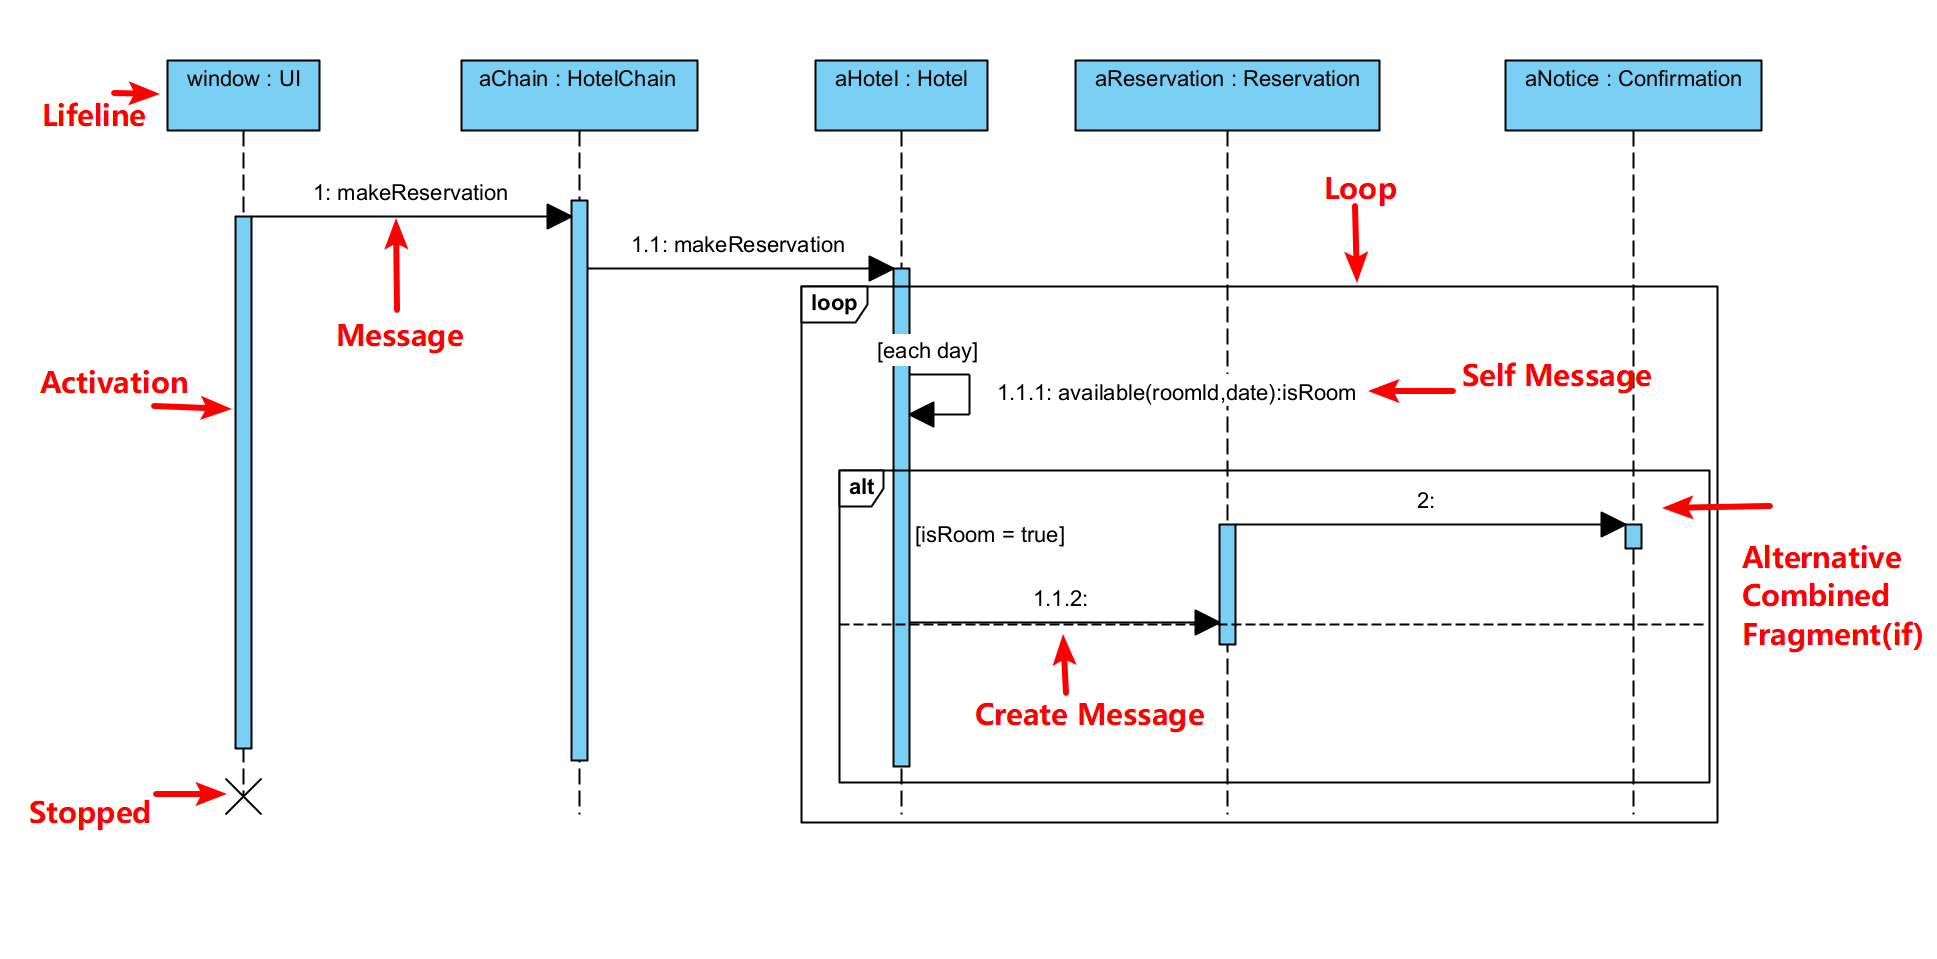 window : UI
aChain : HotelChain
aHotel : Hotel
aReservation : Reservation
aNotice : Confirmation
Lifeline
1: makeReservation
Loop
1.1: makeReservation
loop
Message
[each day]
Activation
1.1.1: available(roomId,date):isRoom
Self Message
alt
2:
[isRoom = true]
Alternative
Combined
Fragment(if)
1.1.2:
Create Message
Stopped